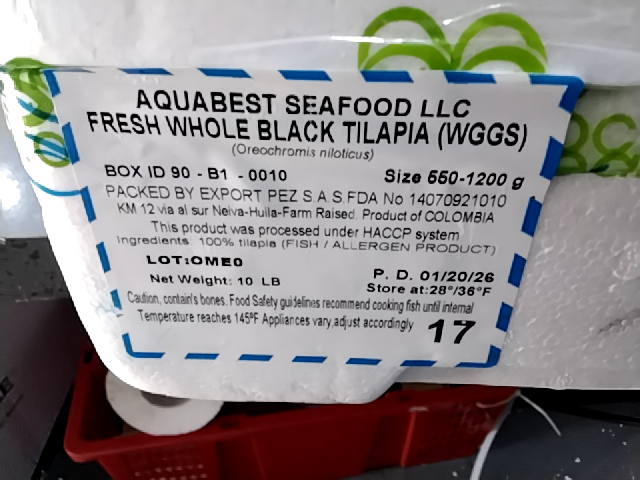 AQUABEST SEAFOOD LLC
FRESH WHOLE BLACK TILAPIA (WGGS)
(Oreochromis niloticus)
BOX ID 90 - B1 - 0010 Size 550-1200 g
PACKED BY EXPORT PEZ S.A.S.FDA No 14070921010
KM 12 via al sur Neiva-Huila-Farm Raised. Product of COLOMBIA
This product was processed under HACCP system
Ingredients: 100% tilapia (FISH / ALLERGEN PRODUCT)
LOT:OME0
Net Weight: 10 LB
P. D. 01/20/26
Store at:28°/36°F
Caution, contain's bones. Food Safety guidelines recommend cooking fish until internal
Temperature reaches 145ºF Appliances vary,adjust accordingly
17